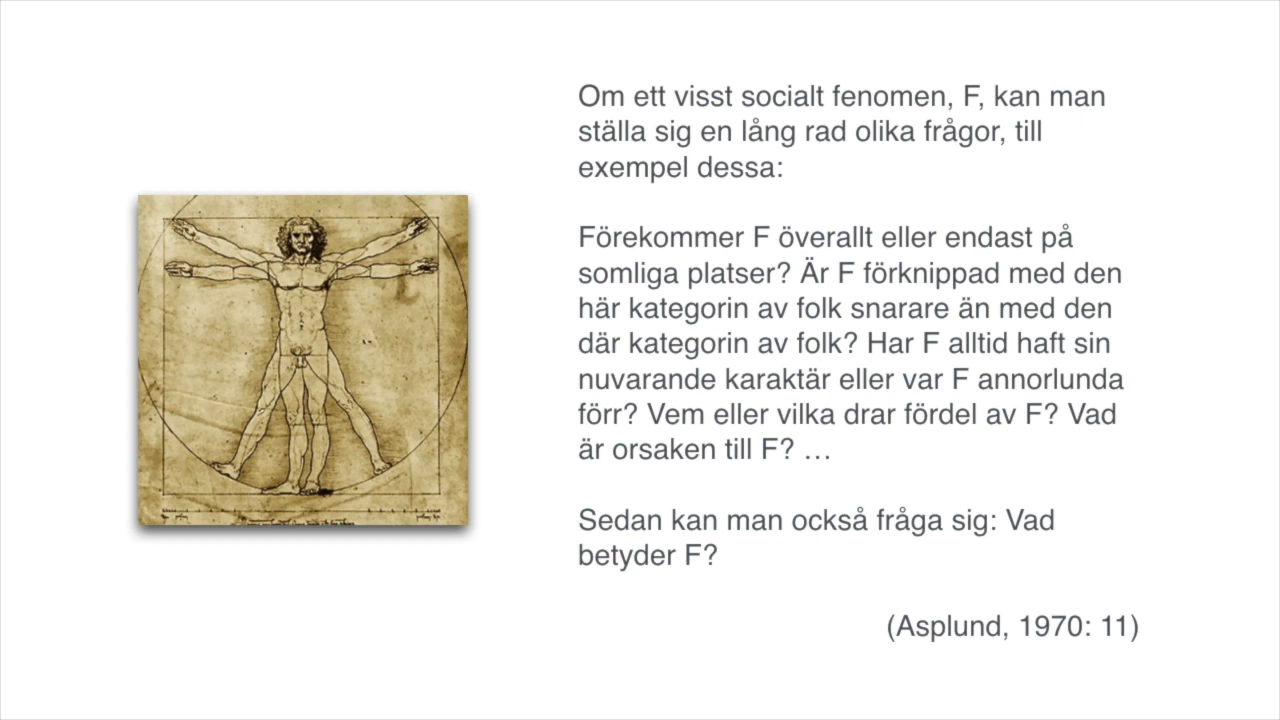 Om ett visst socialt fenomen, F, kan man
ställa sig en lång rad olika frågor, till
exempel dessa:
Förekommer F överallt eller endast på
somliga platser? Är F förknippad med den
här kategorin av folk snarare än med den
där kategorin av folk? Har F alltid haft sin
nuvarande karaktär eller var F annorlunda
förr? Vem eller vilka drar fördel av F? Vad
är orsaken till F? …
Sedan kan man också fråga sig: Vad
betyder F?
(Asplund, 1970: 11)